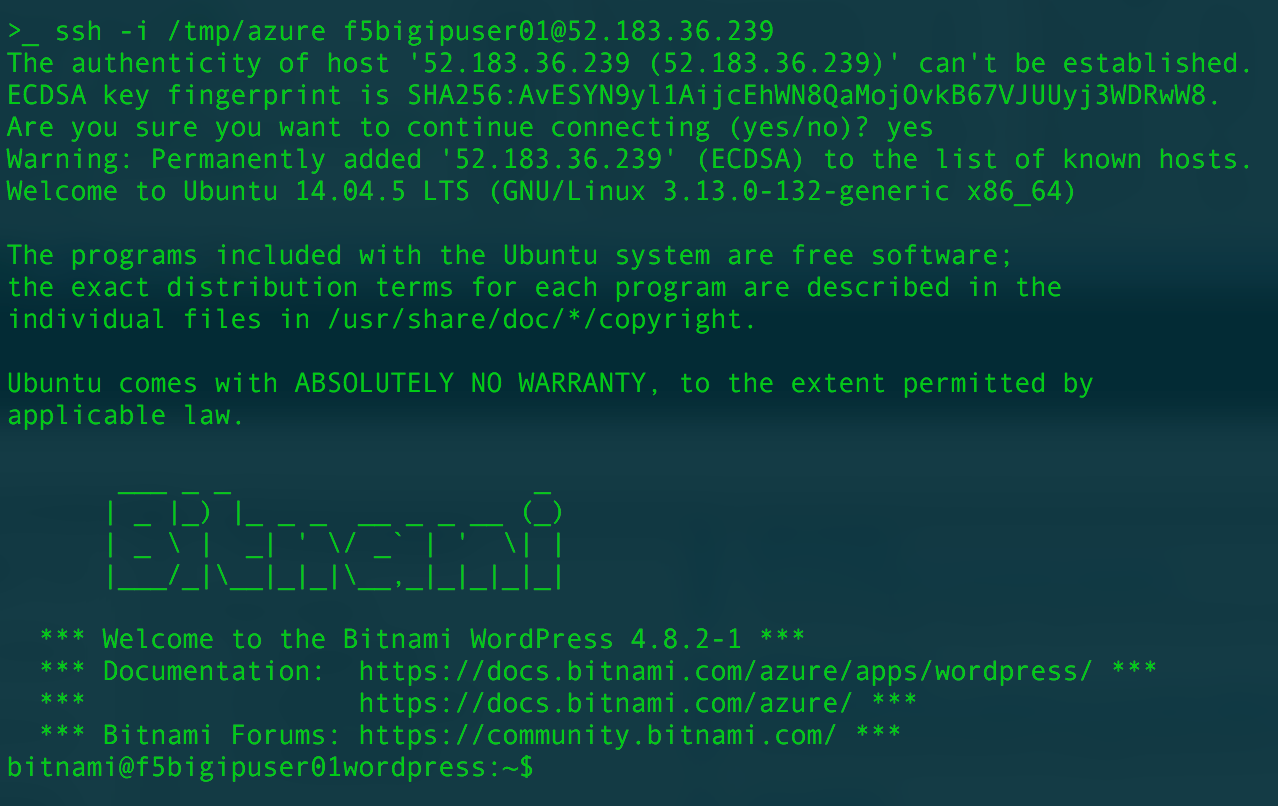 >_ ssh -i /tmp/azure f5bigipuser01@52.183.36.239
The authenticity of host '52.183.36.239 (52.183.36.239)' can't be established.
ECDSA key fingerprint is SHA256:AvESYN9yl1AijcEhWN8QaMojOvkB67VJUUyj3WDRwW8.
Are you sure you want to continue connecting (yes/no)? yes
Warning: Permanently added '52.183.36.239' (ECDSA) to the list of known hosts.
Welcome to Ubuntu 14.04.5 LTS (GNU/Linux 3.13.0-132-generic x86_64)
The programs included with the Ubuntu system are free software;
the exact distribution terms for each program are described in the
individual files in /usr/share/doc/*/copyright.
Ubuntu comes with ABSOLUTELY NO WARRANTY, to the extent permitted by
applicable law.
Bitnami
*** Welcome to the Bitnami WordPress 4.8.2-1 ***
*** Documentation:  https://docs.bitnami.com/azure/apps/wordpress/ ***
***                 https://docs.bitnami.com/azure/ ***
*** Bitnami Forums: https://community.bitnami.com/ ***
bitnami@f5bigipuser01wordpress:~$